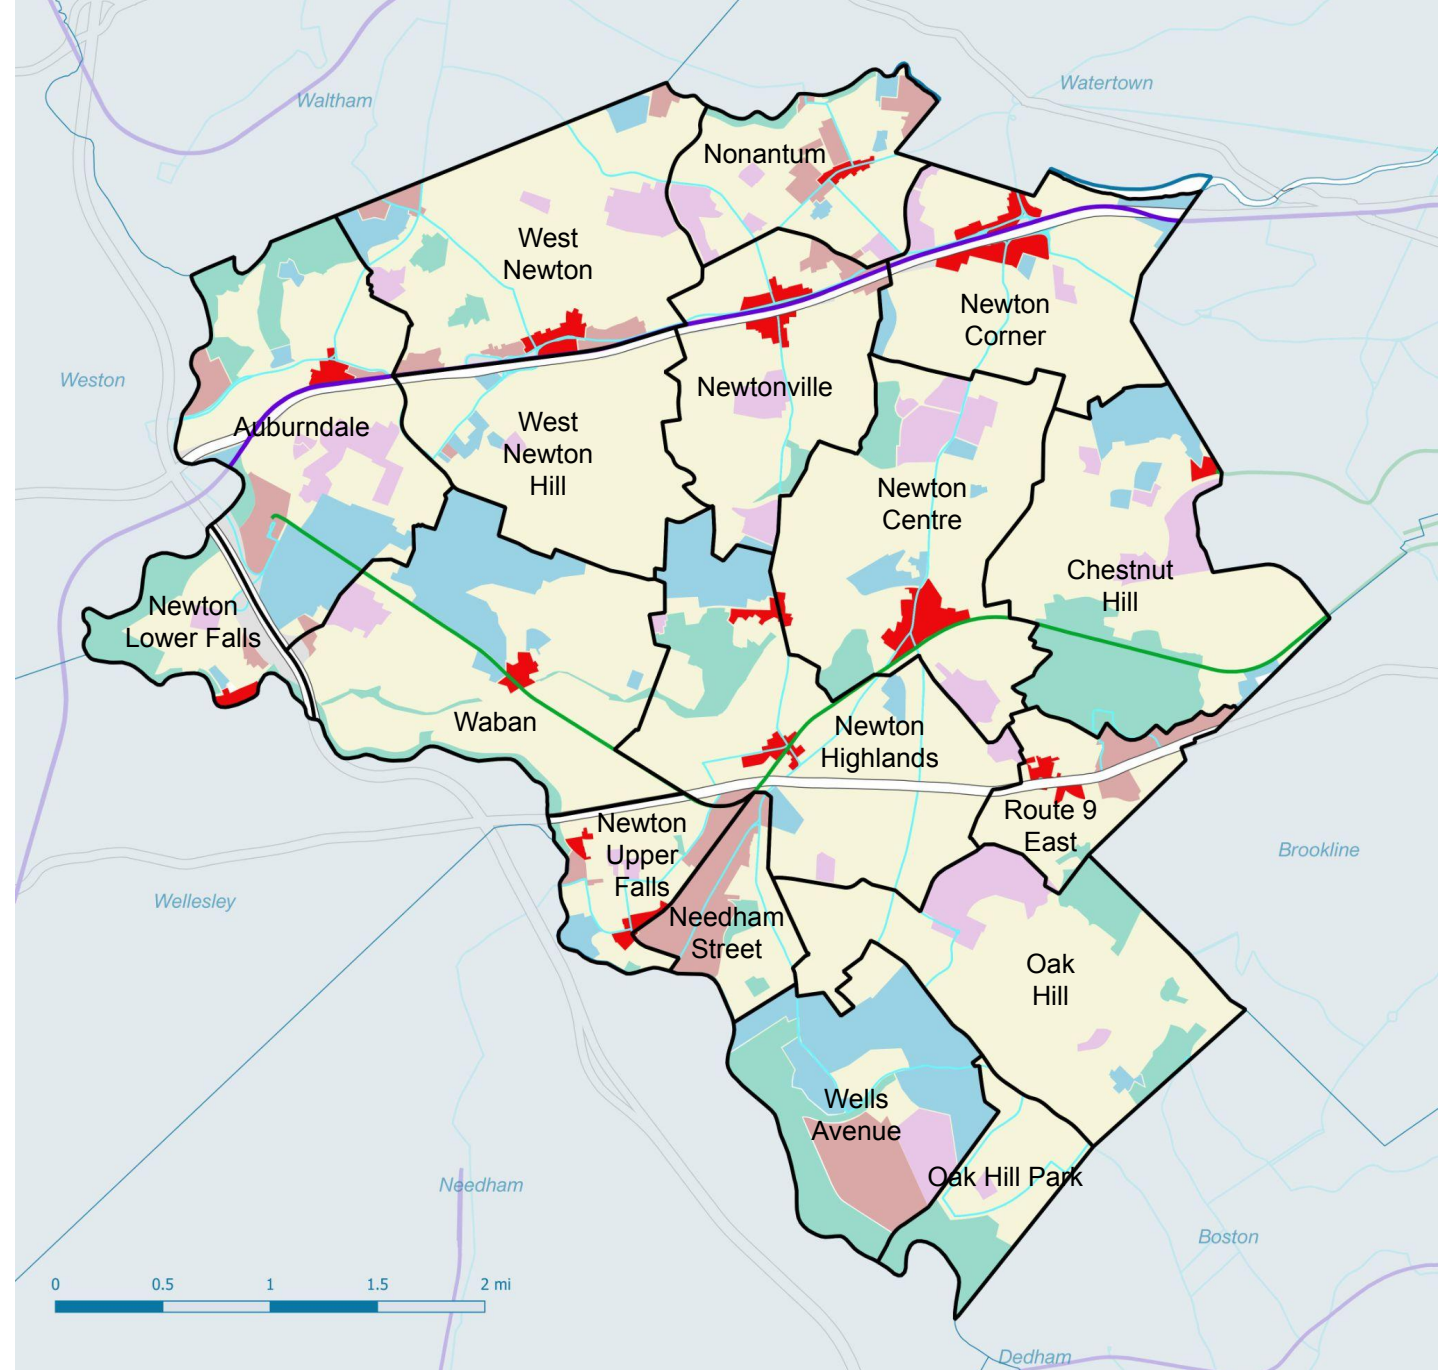 Watertown
Waltham
Nonantum
West
Newton
Newton
Corner
Weston
Newtonville
Auburndale
West
Newton
Hill
Newton
Centre
Chestnut
Hill
Newton
Lower Falls
Waban
Newton
Highlands
Route 9
East
Newton
Upper
Falls
Brookline
Wellesley
Needham
Street
Oak
Hill
Wells
Avenue
Oak Hill Park
Needham
Boston
0 0.5 1 1.5 2 mi
Dedham